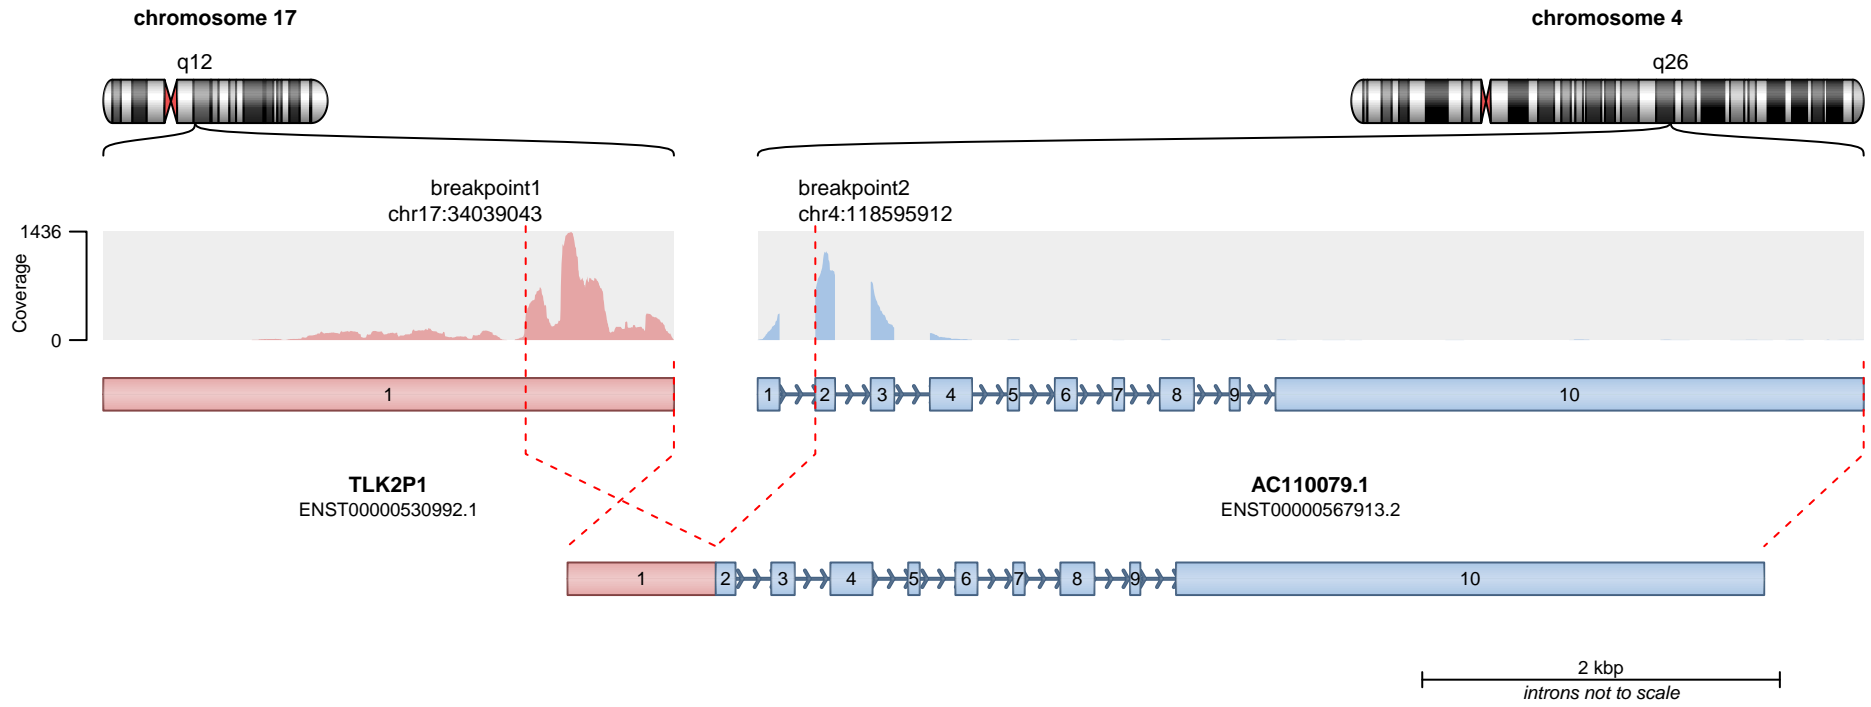 chromosome 17
chromosome 4
q12
q26
breakpoint1
chr17:34039043
breakpoint2
chr4:118595912
1436
0
Coverage
1
1 2 3 4 5 6 7 8 9 10
TLK2P1
ENST00000530992.1
AC110079.1
ENST00000567913.2
1 2 3 4 5 6 7 8 9 10
2 kbp
introns not to scale